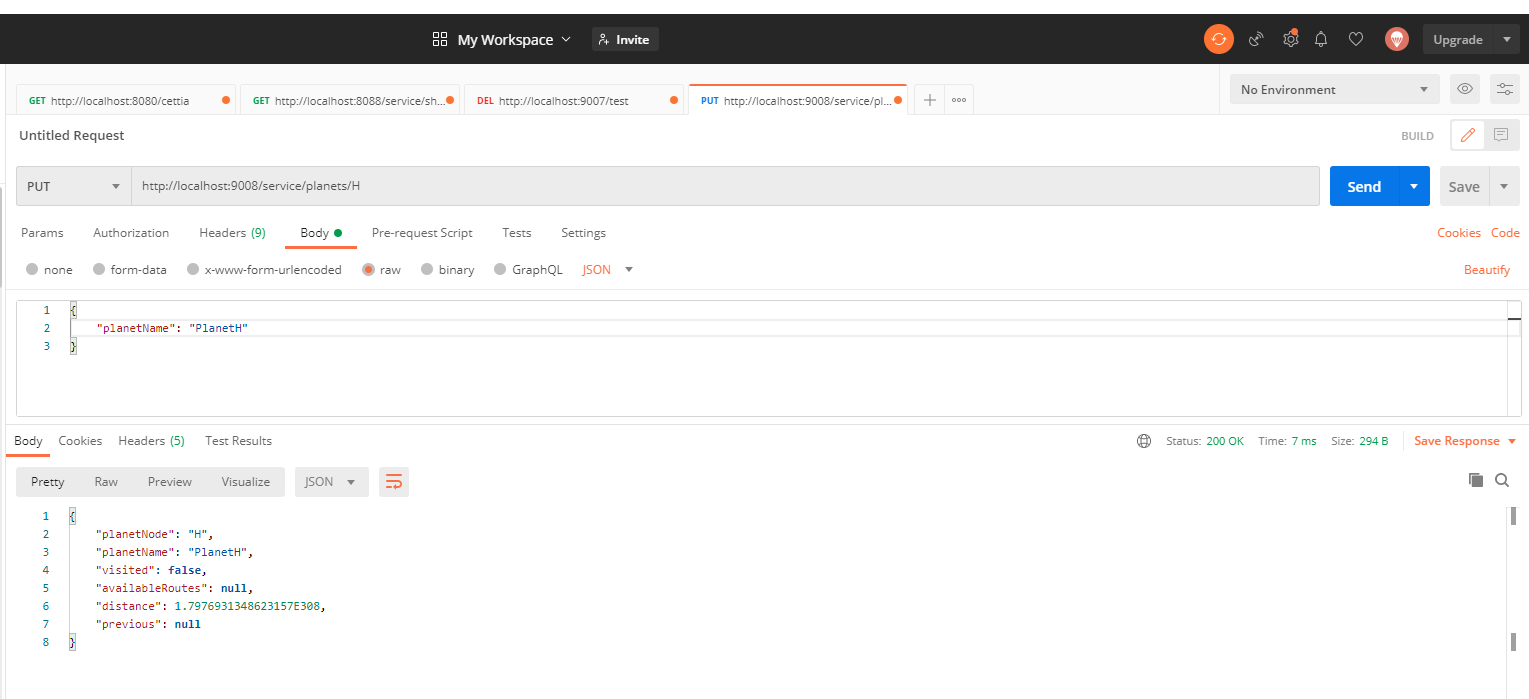 My Workspace Invite Upgrade
GET http://localhost:8080/cettia GET http://localhost:8088/service/sh... DEL http://localhost:9007/test PUT http://localhost:9008/service/pl... No Environment
Untitled Request BUILD
PUT http://localhost:9008/service/planets/H Send Save
Params Authorization Headers (9) Body Pre-request Script Tests Settings Cookies Code
none form-data x-www-form-urlencoded raw binary GraphQL JSON Beautify
1 {
2 "planetName": "PlanetH"
3 }
Body Cookies Headers (5) Test Results Status: 200 OK Time: 7 ms Size: 294 B Save Response
Pretty Raw Preview Visualize JSON
1 {
2 "planetNode": "H",
3 "planetName": "PlanetH",
4 "visited": false,
5 "availableRoutes": null,
6 "distance": 1.7976931348623157E308,
7 "previous": null
8 }